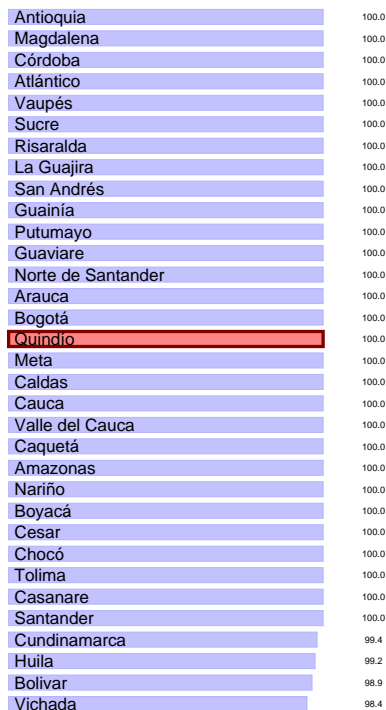 Antioquia 100.0
Magdalena 100.0
Córdoba 100.0
Atlántico 100.0
Vaupés 100.0
Sucre 100.0
Risaralda 100.0
La Guajira 100.0
San Andrés 100.0
Guainía 100.0
Putumayo 100.0
Guaviare 100.0
Norte de Santander 100.0
Arauca 100.0
Bogotá 100.0
Quindío 100.0
Meta 100.0
Caldas 100.0
Cauca 100.0
Valle del Cauca 100.0
Caquetá 100.0
Amazonas 100.0
Nariño 100.0
Boyacá 100.0
Cesar 100.0
Chocó 100.0
Tolima 100.0
Casanare 100.0
Santander 100.0
Cundinamarca 99.4
Huila 99.2
Bolivar 98.9
Vichada 98.4